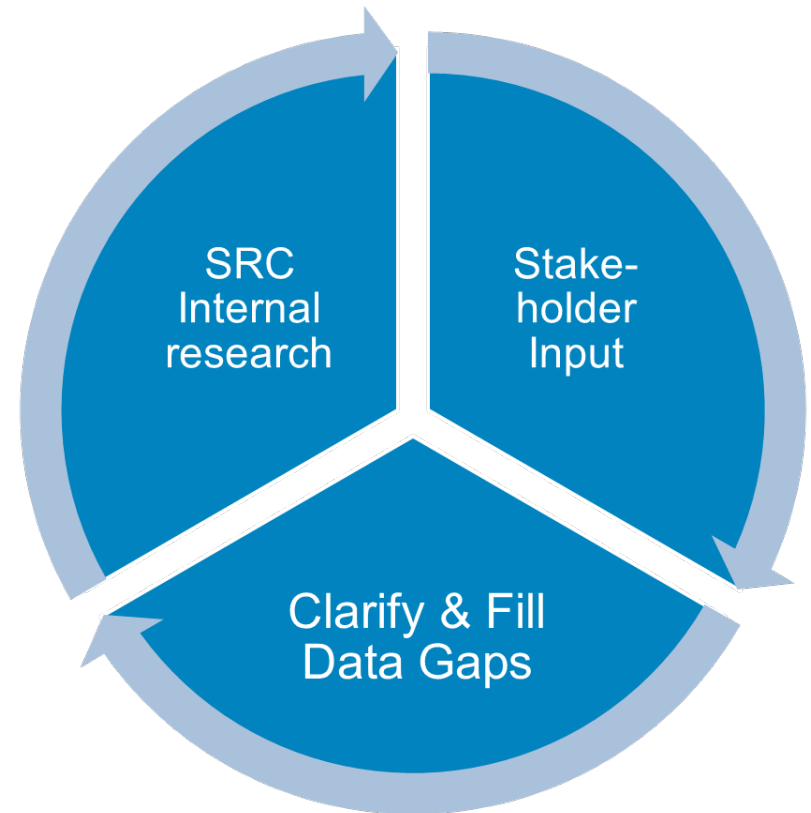 SRC
Internal
research
Stake-
holder
Input
Clarify & Fill
Data Gaps